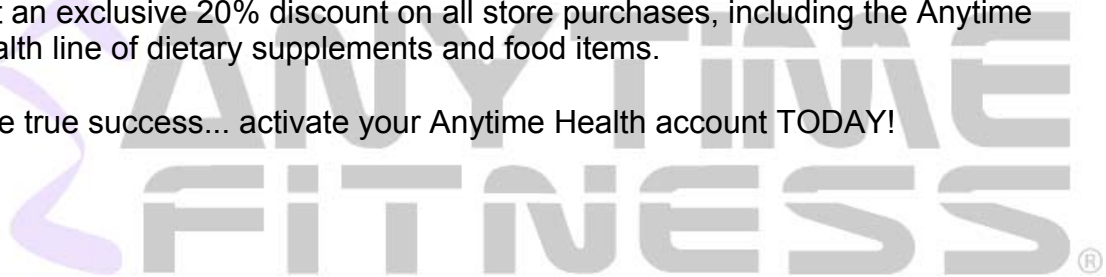 an exclusive 20% discount on all store purchases, including the Anytime
line of dietary supplements and food items.
true success... activate your Anytime Health account TODAY!
ANYTIME
FITNESS®